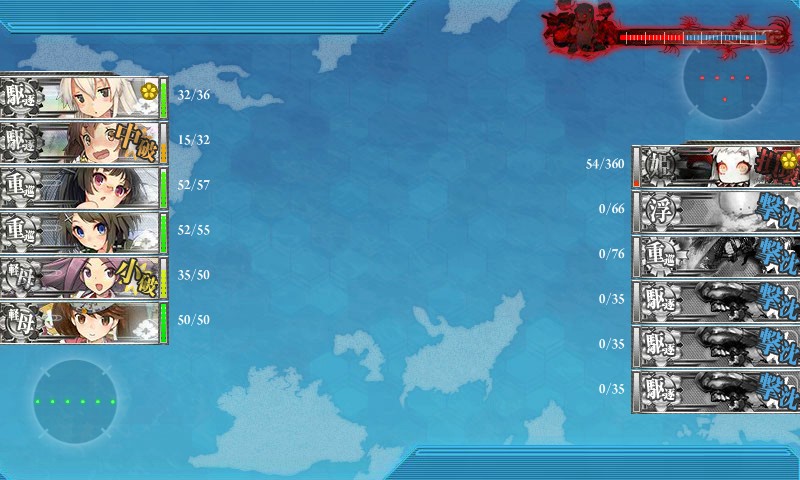 駆逐 32/36
駆逐 中破 15/32
重巡 52/57
重巡 52/55
軽母 小破 35/50
軽母 50/50
54/360 姫
0/66 浮 撃沈
0/76 重巡 撃沈
0/35 駆逐 撃沈
0/35 駆逐 撃沈
0/35 駆逐 撃沈